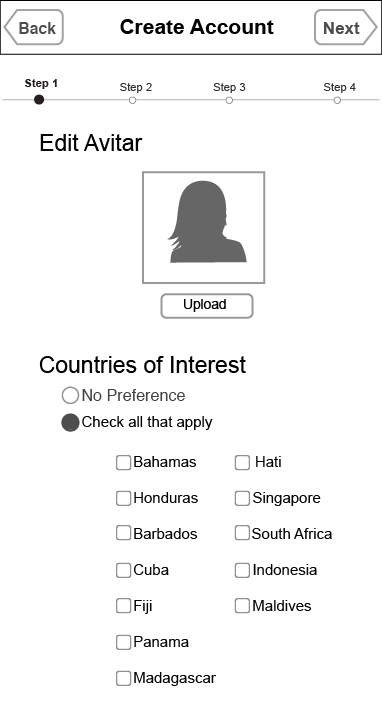 Back Create Account Next
Step 1 Step 2 Step 3 Step 4
Edit Avitar
Upload
Countries of Interest
No Preference
Check all that apply
Bahamas Hati
Honduras Singapore
Barbados South Africa
Cuba Indonesia
Fiji Maldives
Panama
Madagascar